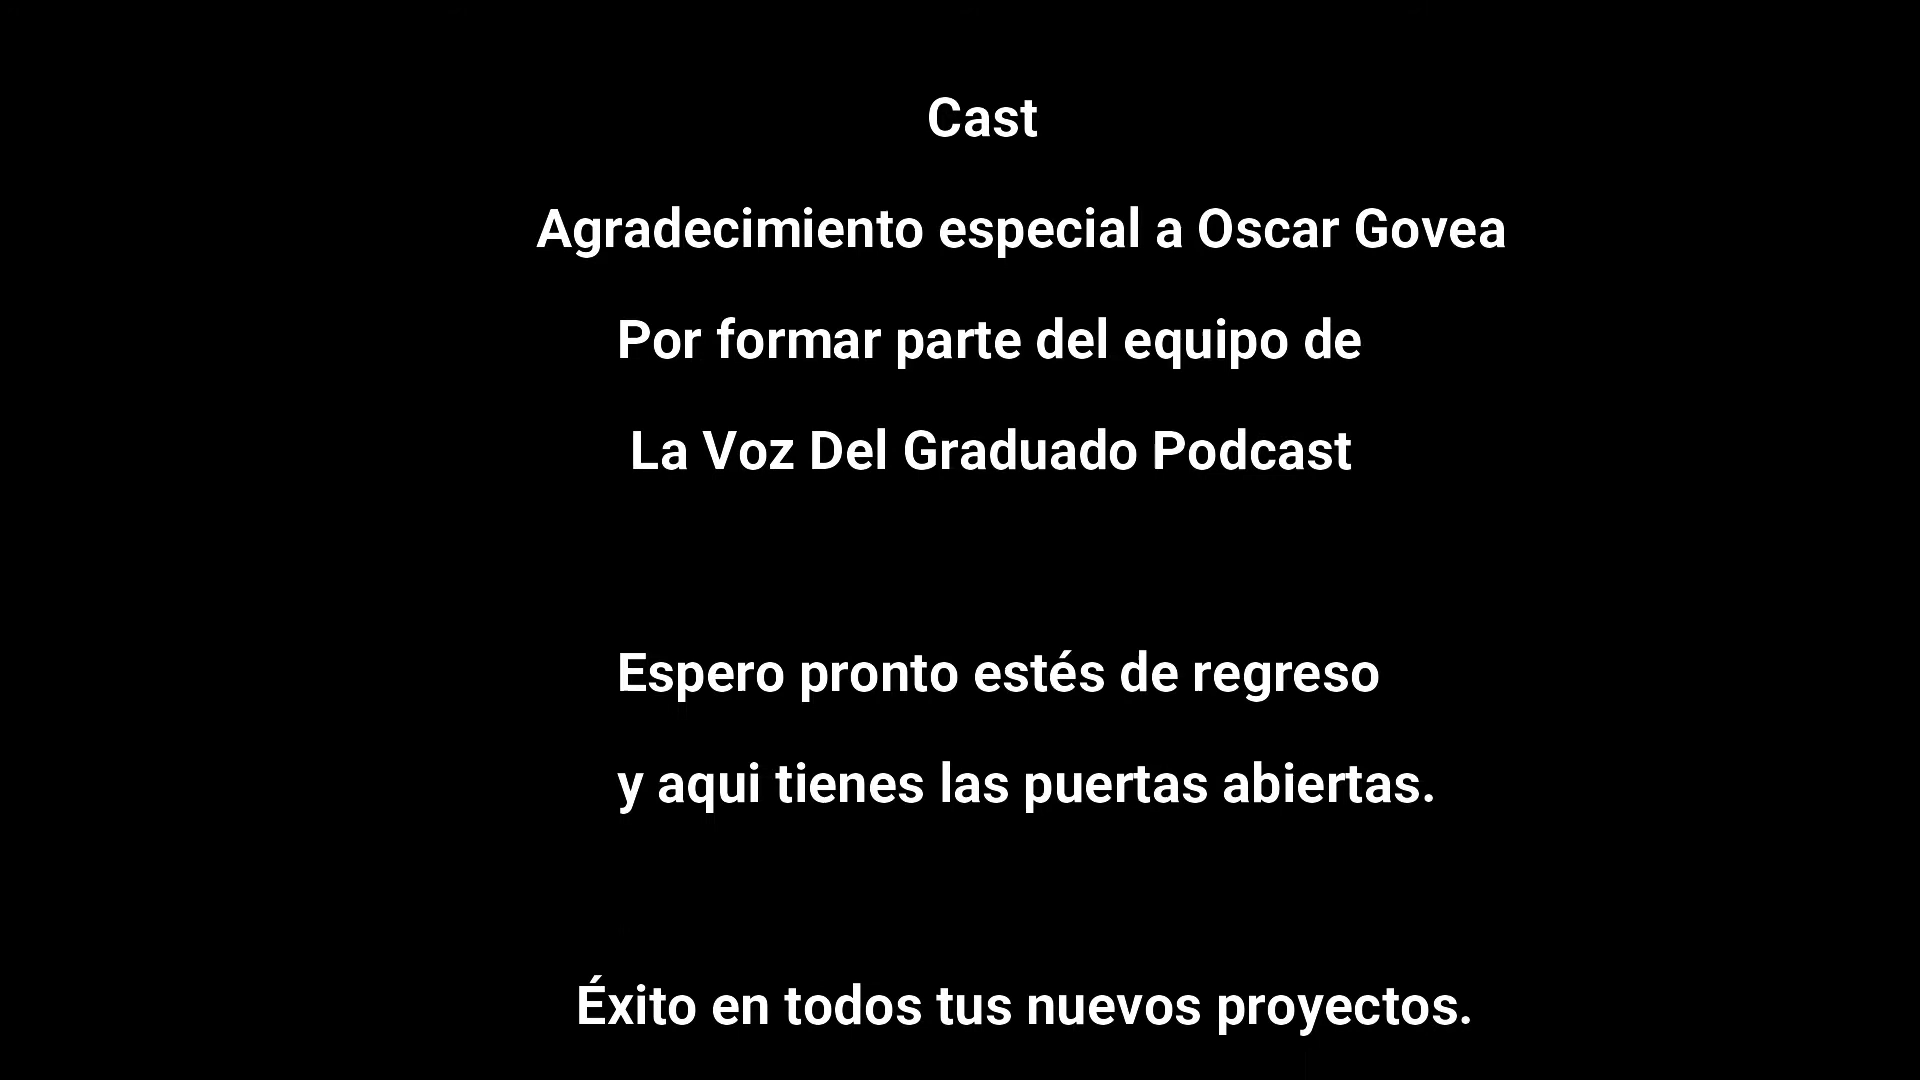 Cast
Agradecimiento especial a Oscar Govea
Por formar parte del equipo de
La Voz Del Graduado Podcast
Espero pronto estés de regreso
y aqui tienes las puertas abiertas.
Éxito en todos tus nuevos proyectos.